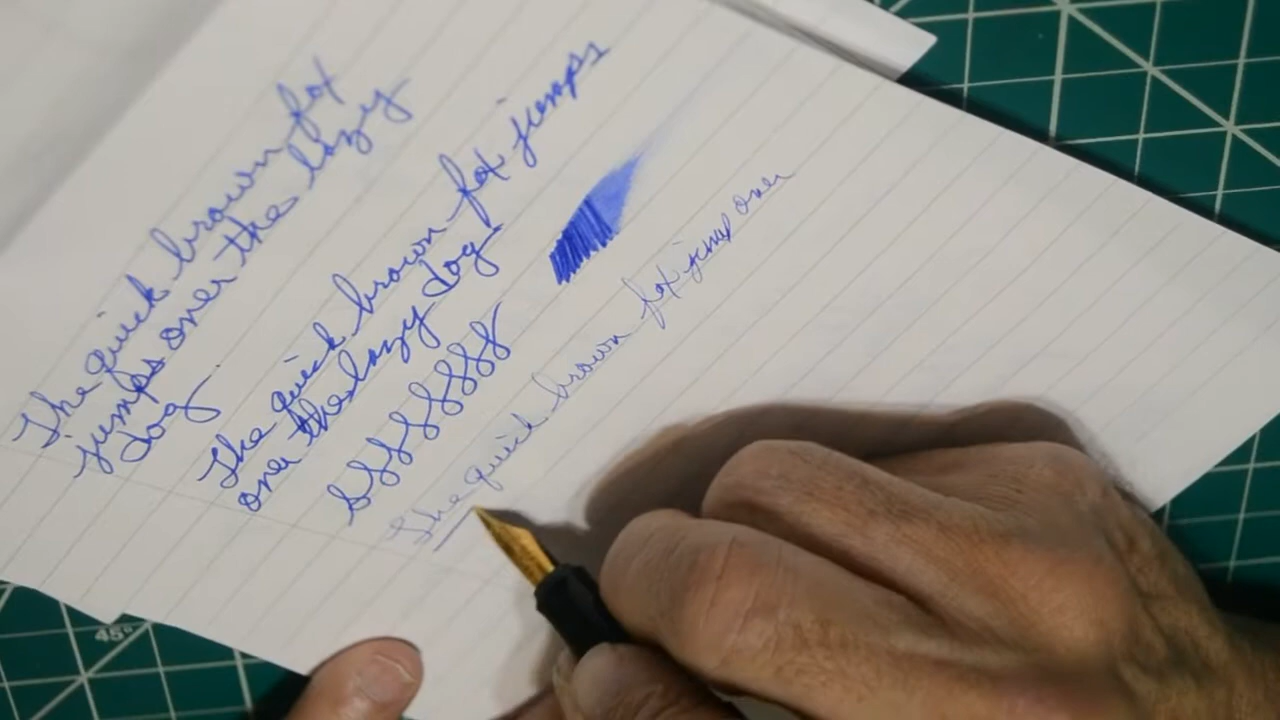 The quick brown fox
jumps over the lazy
dog
The quick brown fox jumps
over the lazy dog
SSSSSSSS
The quick brown fox jumps over
45°